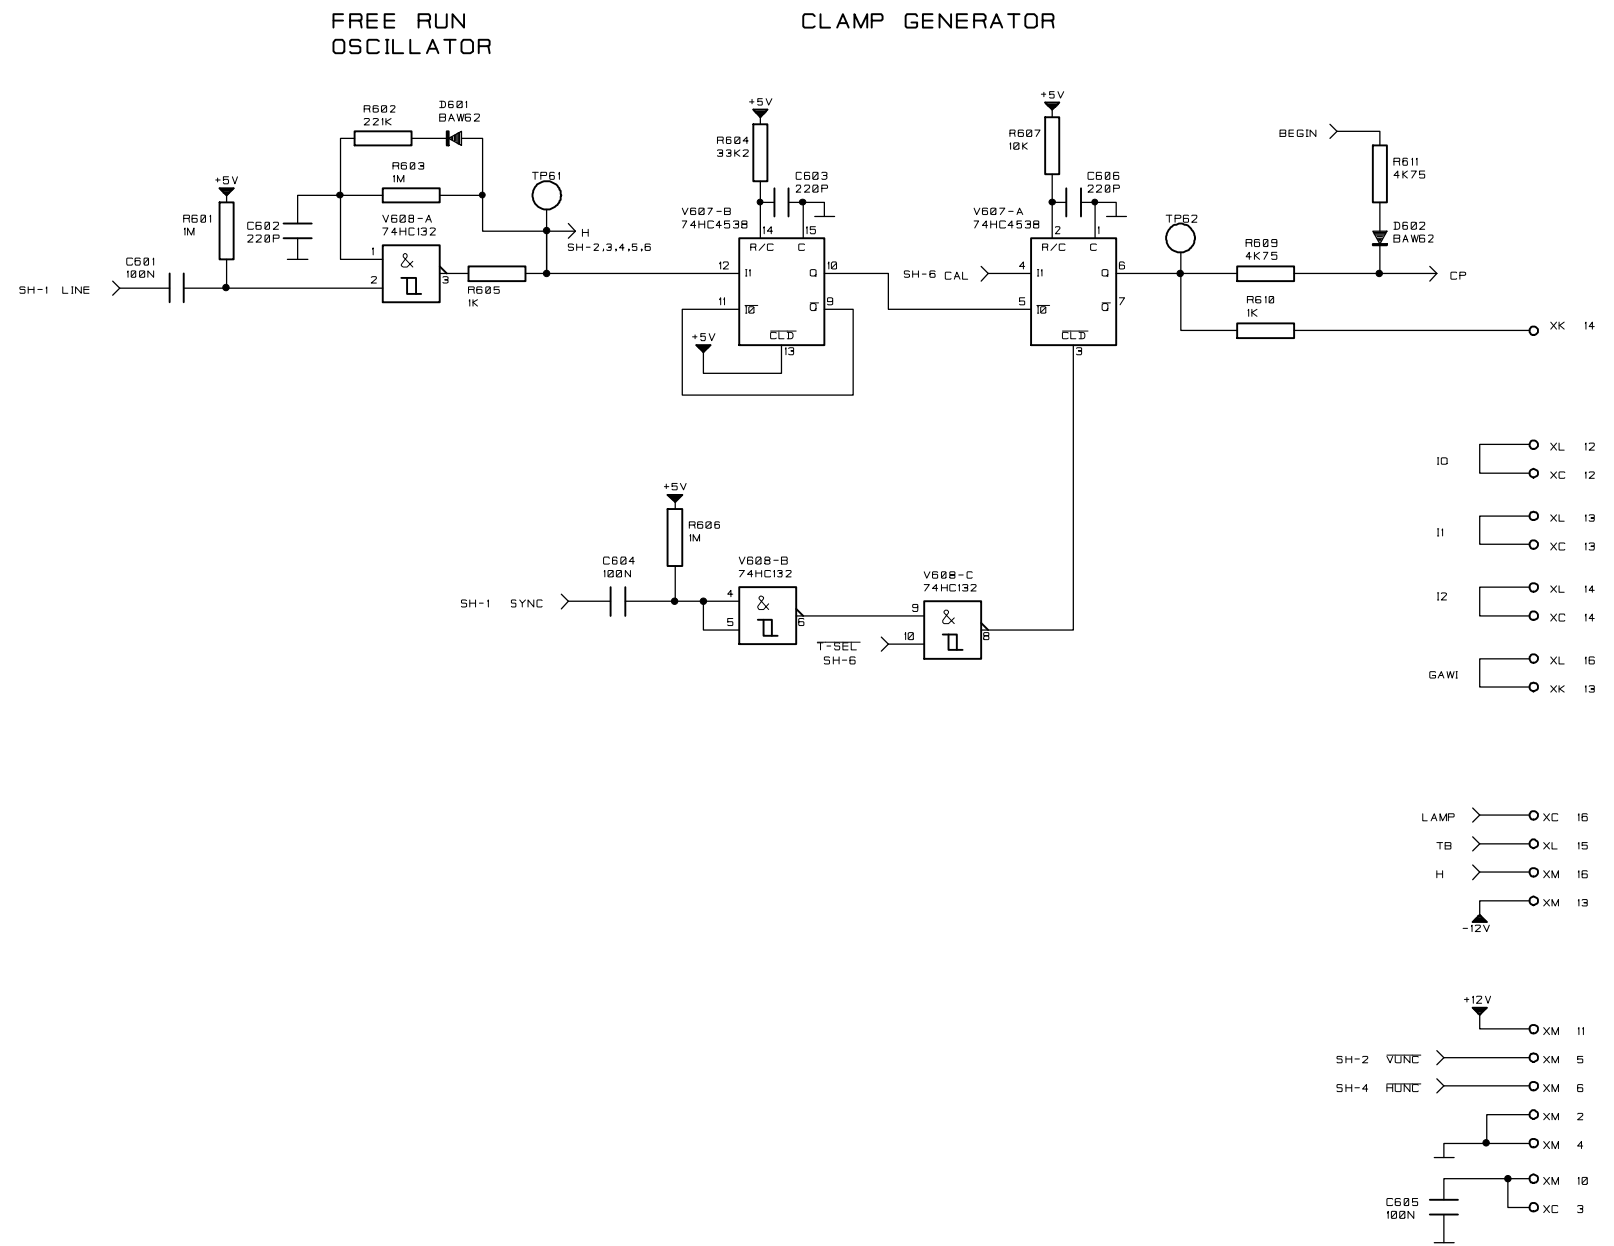 FREE RUN
OSCILLATOR
CLAMP GENERATOR
R602
221K
D601
BAW62
R603
1M
+5V
R601
1M
C602
220P
V608-A
74HC132
&
1
2
3
C601
100N
SH-1 LINE
R605
1K
TP61
H
SH-2,3,4,5,6
+5V
R604
33K2
C603
220P
V607-B
74HC4538
14
15
R/C C
12
I1
Q
10
11
I0
Q
9
CLD
13
+5V
+5V
R607
10K
C606
220P
V607-A
74HC4538
2
1
R/C C
SH-6 CAL
4
I1
Q
6
5
I0
Q
7
CLD
3
TP62
R609
4K75
R610
1K
BEGIN
R611
4K75
D602
BAW62
CP
XK 14
+5V
R606
1M
C604
100N
SH-1 SYNC
V608-B
74HC132
4
5
&
6
V608-C
74HC132
9
10
&
8
T-SEL
SH-6
I0
XL 12
XC 12
I1
XL 13
XC 13
I2
XL 14
XC 14
GAWI
XL 16
XK 13
LAMP
XC 16
TB
XL 15
H
XM 16
XM 13
-12V
+12V
XM 11
SH-2 VUNC
XM 5
SH-4 HUNC
XM 6
XM 2
XM 4
XM 10
C605
100N
XC 3